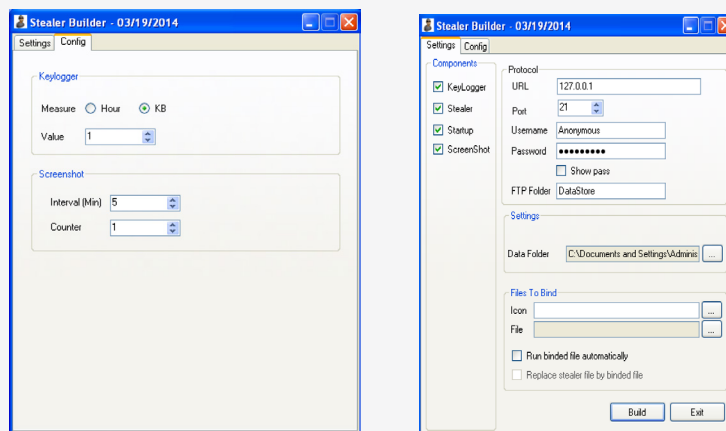 Stealer Builder - 03/19/2014
Settings Config
Keylogger
Measure Hour KB
Value 1
Screenshot
Interval (Min) 5
Counter 1
Stealer Builder - 03/19/2014
Settings Config
Components
KeyLogger
Stealer
Startup
ScreenShot
Protocol
URL 127.0.0.1
Port 21
Username Anonymous
Password •••••••••
Show pass
FTP Folder DataStore
Settings
Data Folder C:\Documents and Settings\Adminis ...
Files To Bind
Icon ...
File ...
Run binded file automatically
Replace stealer file by binded file
Build Exit